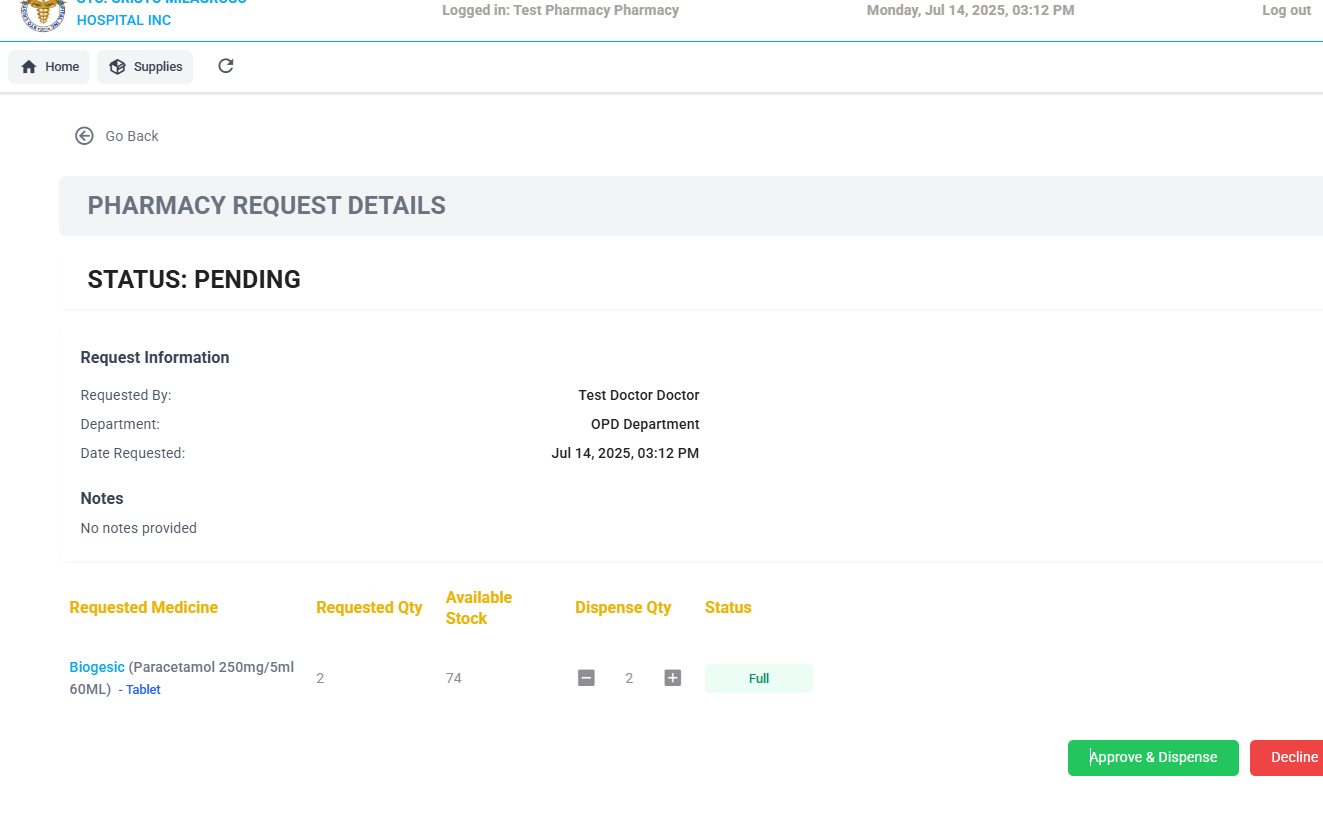 STO. CRISTO MILAGROSO
HOSPITAL INC
Logged in: Test Pharmacy Pharmacy
Monday, Jul 14, 2025, 03:12 PM
Log out
Home
Supplies
Go Back
PHARMACY REQUEST DETAILS
STATUS: PENDING
Request Information
Requested By:
Test Doctor Doctor
Department:
OPD Department
Date Requested:
Jul 14, 2025, 03:12 PM
Notes
No notes provided
Requested Medicine
Requested Qty
Available
Stock
Dispense Qty
Status
Biogesic (Paracetamol 250mg/5ml
60ML) - Tablet
2
74
2
Full
Approve & Dispense
Decline